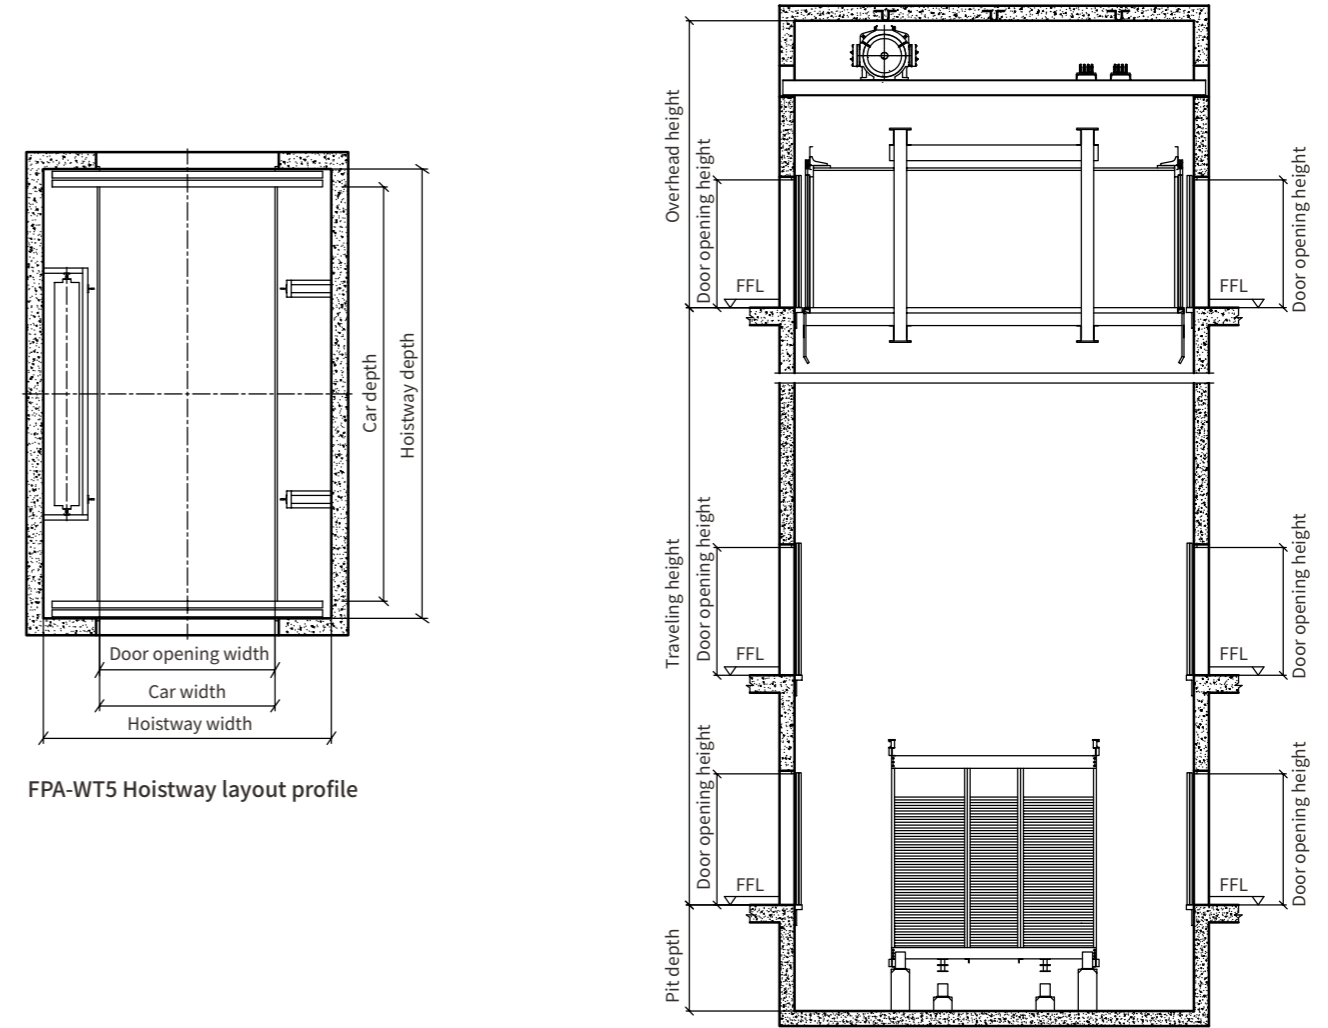 Car depth
Hoistway depth
Door opening width
Car width
Hoistway width
FPA-WT5 Hoistway layout profile
Overhead height
Door opening height
FFL
FFL
Door opening height
Traveling height
Door opening height
FFL
FFL
Door opening height
Door opening height
FFL
FFL
Door opening height
Pit depth